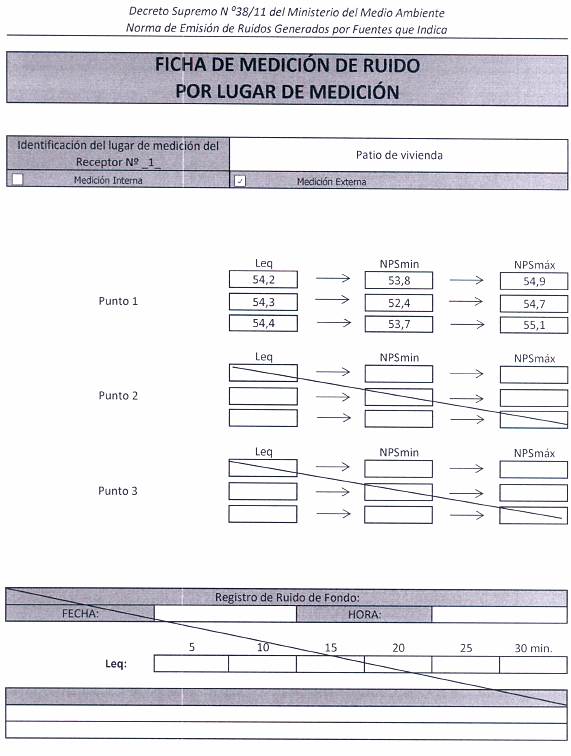 Decreto Supremo N º38/11 del Ministerio del Medio Ambiente
Norma de Emisión de Ruidos Generados por Fuentes que Indica
FICHA DE MEDICIÓN DE RUIDO
POR LUGAR DE MEDICIÓN
Identificación del lugar de medición del
Receptor Nº _1_
Patio de vivienda
Medición Interna
✓ Medición Externa
Leq NPSmin NPSmáx
54,2 53,8 54,9
Punto 1 54,3 52,4 54,7
54,4 53,7 55,1
Leq NPSmin NPSmáx
Punto 2
Leq NPSmin NPSmáx
Punto 3
Registro de Ruido de Fondo:
FECHA: HORA:
5 10 15 20 25 30 min.
Leq: